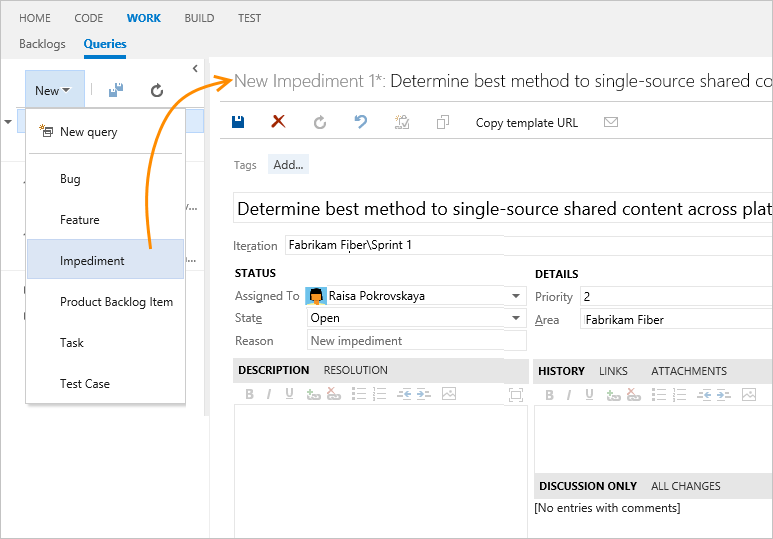 HOME CODE WORK BUILD TEST
Backlogs Queries
New
New query
Bug
Feature
Impediment
Product Backlog Item
Task
Test Case
New Impediment 1*: Determine best method to single-source shared co
Copy template URL
Tags Add...
Determine best method to single-source shared content across plat
Iteration Fabrikam Fiber\Sprint 1
STATUS
Assigned To Raisa Pokrovskaya
State Open
Reason New impediment
DETAILS
Priority 2
Area Fabrikam Fiber
DESCRIPTION RESOLUTION
B I U
HISTORY LINKS ATTACHMENTS
B I U
DISCUSSION ONLY ALL CHANGES
[No entries with comments]